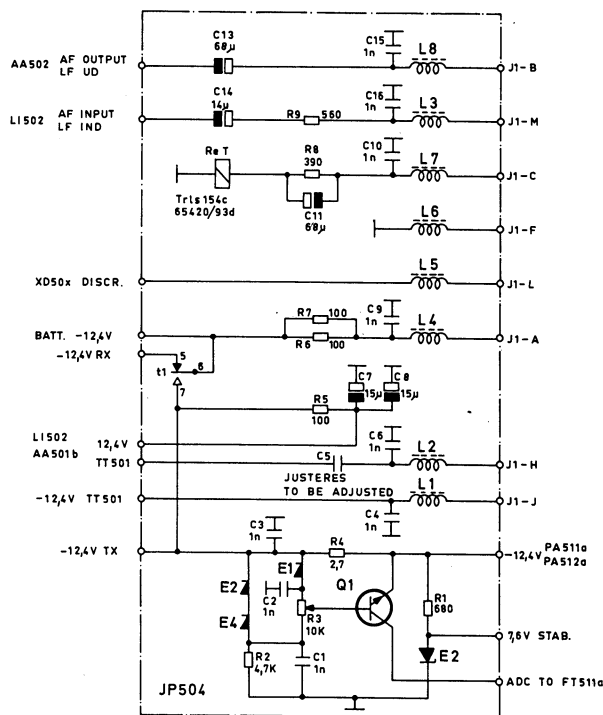 C13
68µ
C15
1n
L8
AA502 AF OUTPUT
LF UD
J1-B
C14
14µ
C16
1n
L3
LI502 AF INPUT
LF IND
R9 560
J1-M
Re T
R8
390
C10
1n
L7
J1-C
Trls 154c
65420/93d
C11
68µ
L6
J1-F
L5
XD50x DISCR.
J1-L
R7 100
C9
1n
L4
BATT. -12,4V
R6 100
J1-A
-12,4V RX
5
t1
6
7
C7
15µ
C8
15µ
R5
100
LI502
AA501b
12,4V
C6
1n
L2
TT501
C5
J1-H
JUSTERES
TO BE ADJUSTED
L1
-12,4V TT501
J1-J
C3
1n
C4
1n
-12,4V TX
R4
2,7
-12,4V
PA511a
PA512a
E1
Q1
E2
C2
1n
R3
10K
R1
680
E4
7,6V STAB.
R2
4,7K
C1
1n
E2
JP504
ADC TO FT511a